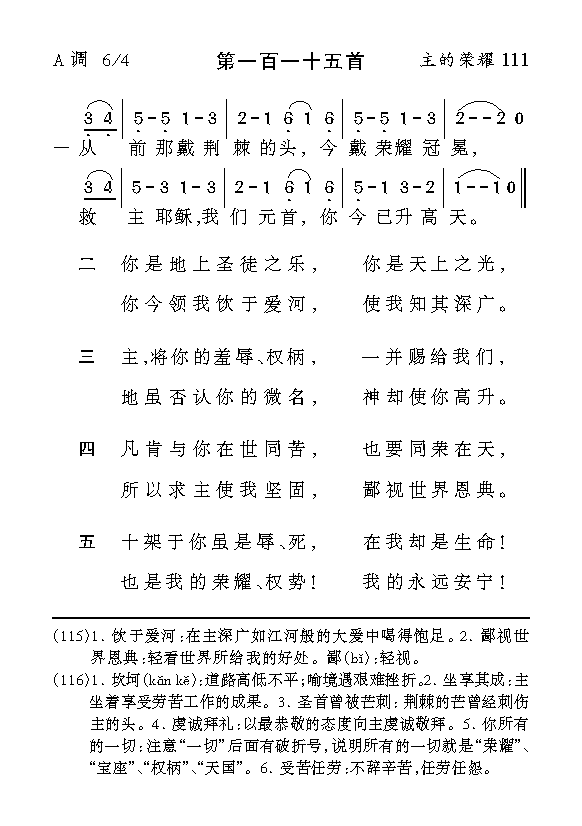 A 调 6/4 第一百一十五首 主的荣耀 111
3 4 | 5-5 1-3 | 2-1 6 1 6 | 5-5 1-3 | 2--2 0
一 从 前 那戴 荆 棘 的头, 今 戴 荣耀 冠 冕,
3 4 | 5-3 1-3 | 2-1 6 1 6 | 5-1 3-2 | 1--1 0 ‖
救 主 耶稣,我 们 元首, 你 今 已升 高 天。
二 你是地上圣徒之乐, 你是天上之光,
你今领我饮于爱河, 使我知其深广。
三 主,将你的羞辱、权柄, 一并赐给我们,
地虽否认你的微名, 神却使你高升。
四 凡肯与你在世同苦, 也要同荣在天,
所以求主使我坚固, 鄙视世界恩典。
五 十架于你虽是辱、死, 在我却是生命!
也是我的荣耀、权势! 我的永远安宁!
(115)1. 饮于爱河:在主深广如江河般的大爱中喝得饱足。2. 鄙视世
界恩典:轻看世界所给我的好处。鄙(bǐ):轻视。
(116)1. 坎坷(kǎn kě):道路高低不平;喻境遇艰难挫折。2. 坐享其成:主
坐着享受劳苦工作的成果。3. 圣首曾被芒刺:荆棘的芒曾经刺伤
主的头。4. 虔诚拜礼:以最恭敬的态度向主虔诚敬拜。5. 你所有
的一切:注意“一切”后面有破折号,说明所有的一切就是“荣耀”、
“宝座”、“权柄”、“天国”。6. 受苦任劳:不辞辛苦,任劳任怨。